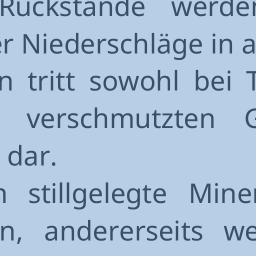 Rückstände werden
er Niederschläge in a
n tritt sowohl bei T
verschmutzten G
dar.
n stillgelegte Miner
n, andererseits we